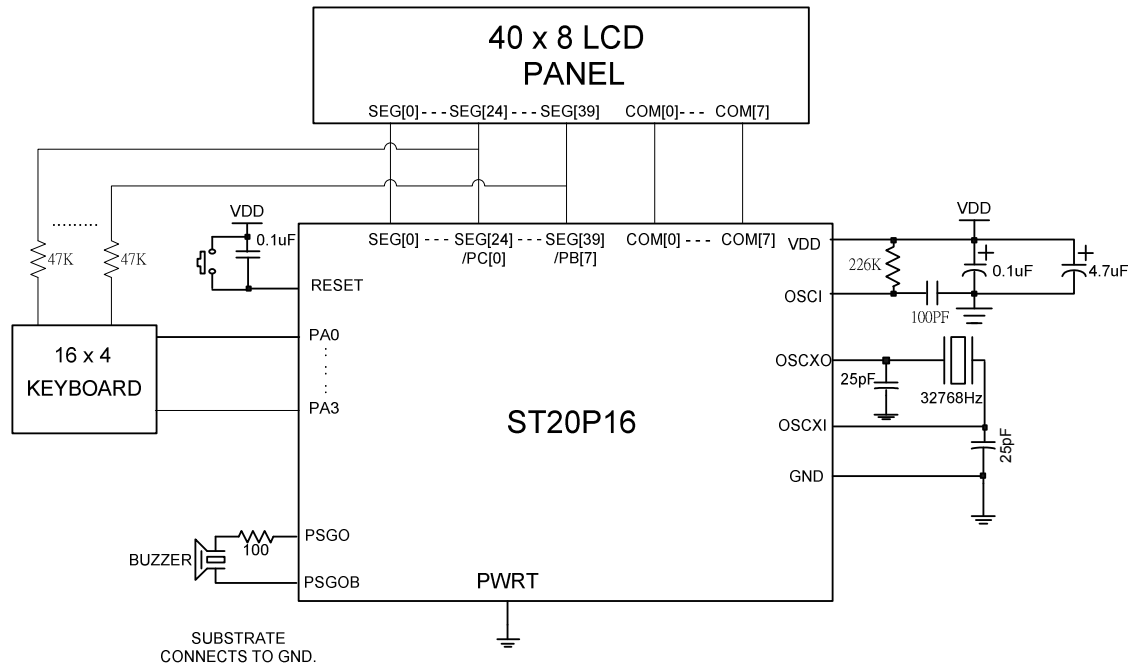 40 x 8 LCD
PANEL
SEG[0] - - - SEG[24] - - - SEG[39] COM[0]- - - COM[7]
.........
VDD
0.1uF
47K
47K
SEG[0] - - - SEG[24] - - - SEG[39] COM[0] - - - COM[7]
/PC[0] /PB[7]
VDD
VDD
226K
+
0.1uF
+
4.7uF
RESET
OSCI
100PF
16 x 4
KEYBOARD
PA0
PA3
OSCXO
25pF
32768Hz
ST20P16
OSCXI
25pF
GND
PSGO
100
BUZZER
PSGOB
PWRT
SUBSTRATE
CONNECTS TO GND.